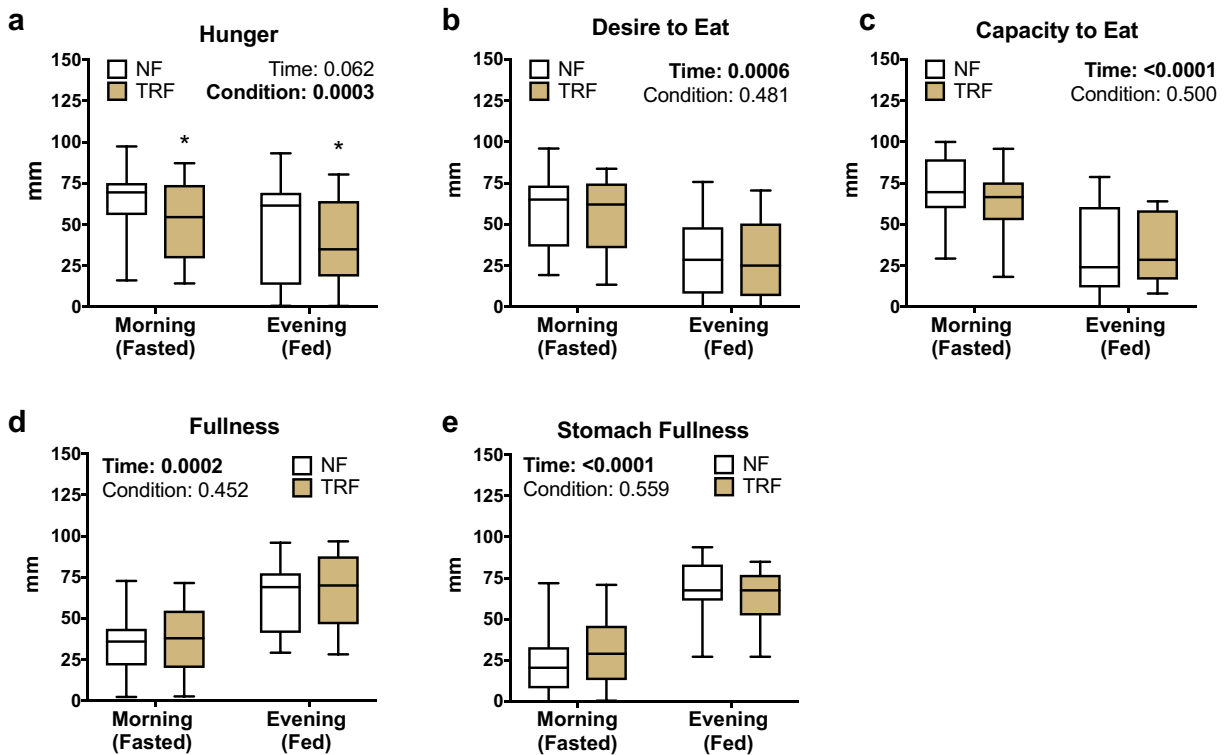 a
Hunger
150
125
100
75
50
25
0
mm
NF
TRF
Time: 0.062
Condition: 0.0003
*
*
Morning
(Fasted)
Evening
(Fed)
b
Desire to Eat
150
125
100
75
50
25
0
mm
NF
TRF
Time: 0.0006
Condition: 0.481
Morning
(Fasted)
Evening
(Fed)
c
Capacity to Eat
150
125
100
75
50
25
0
mm
NF
TRF
Time: <0.0001
Condition: 0.500
Morning
(Fasted)
Evening
(Fed)
d
Fullness
150
125
100
75
50
25
0
mm
Time: 0.0002
Condition: 0.452
NF
TRF
Morning
(Fasted)
Evening
(Fed)
e
Stomach Fullness
150
125
100
75
50
25
0
mm
Time: <0.0001
Condition: 0.559
NF
TRF
Morning
(Fasted)
Evening
(Fed)